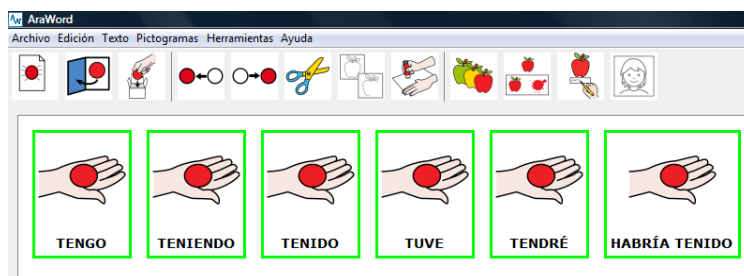 AraWord
Archivo Edición Texto Pictogramas Herramientas Ayuda
TENGO TENIENDO TENIDO TUVE TENDRÉ HABRÍA TENIDO